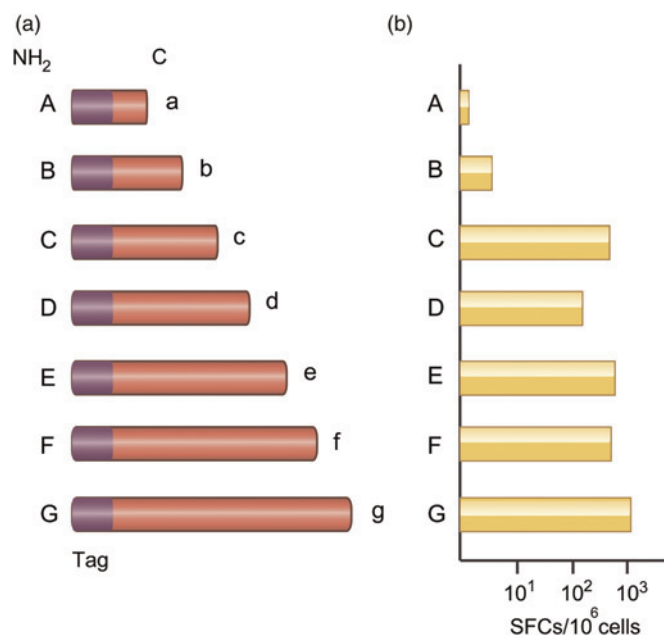 (a)
NH₂ C
A a
B b
C c
D d
E e
F f
G g
Tag
(b)
A
B
C
D
E
F
G
10¹ 10² 10³
SFCs/10⁶ cells